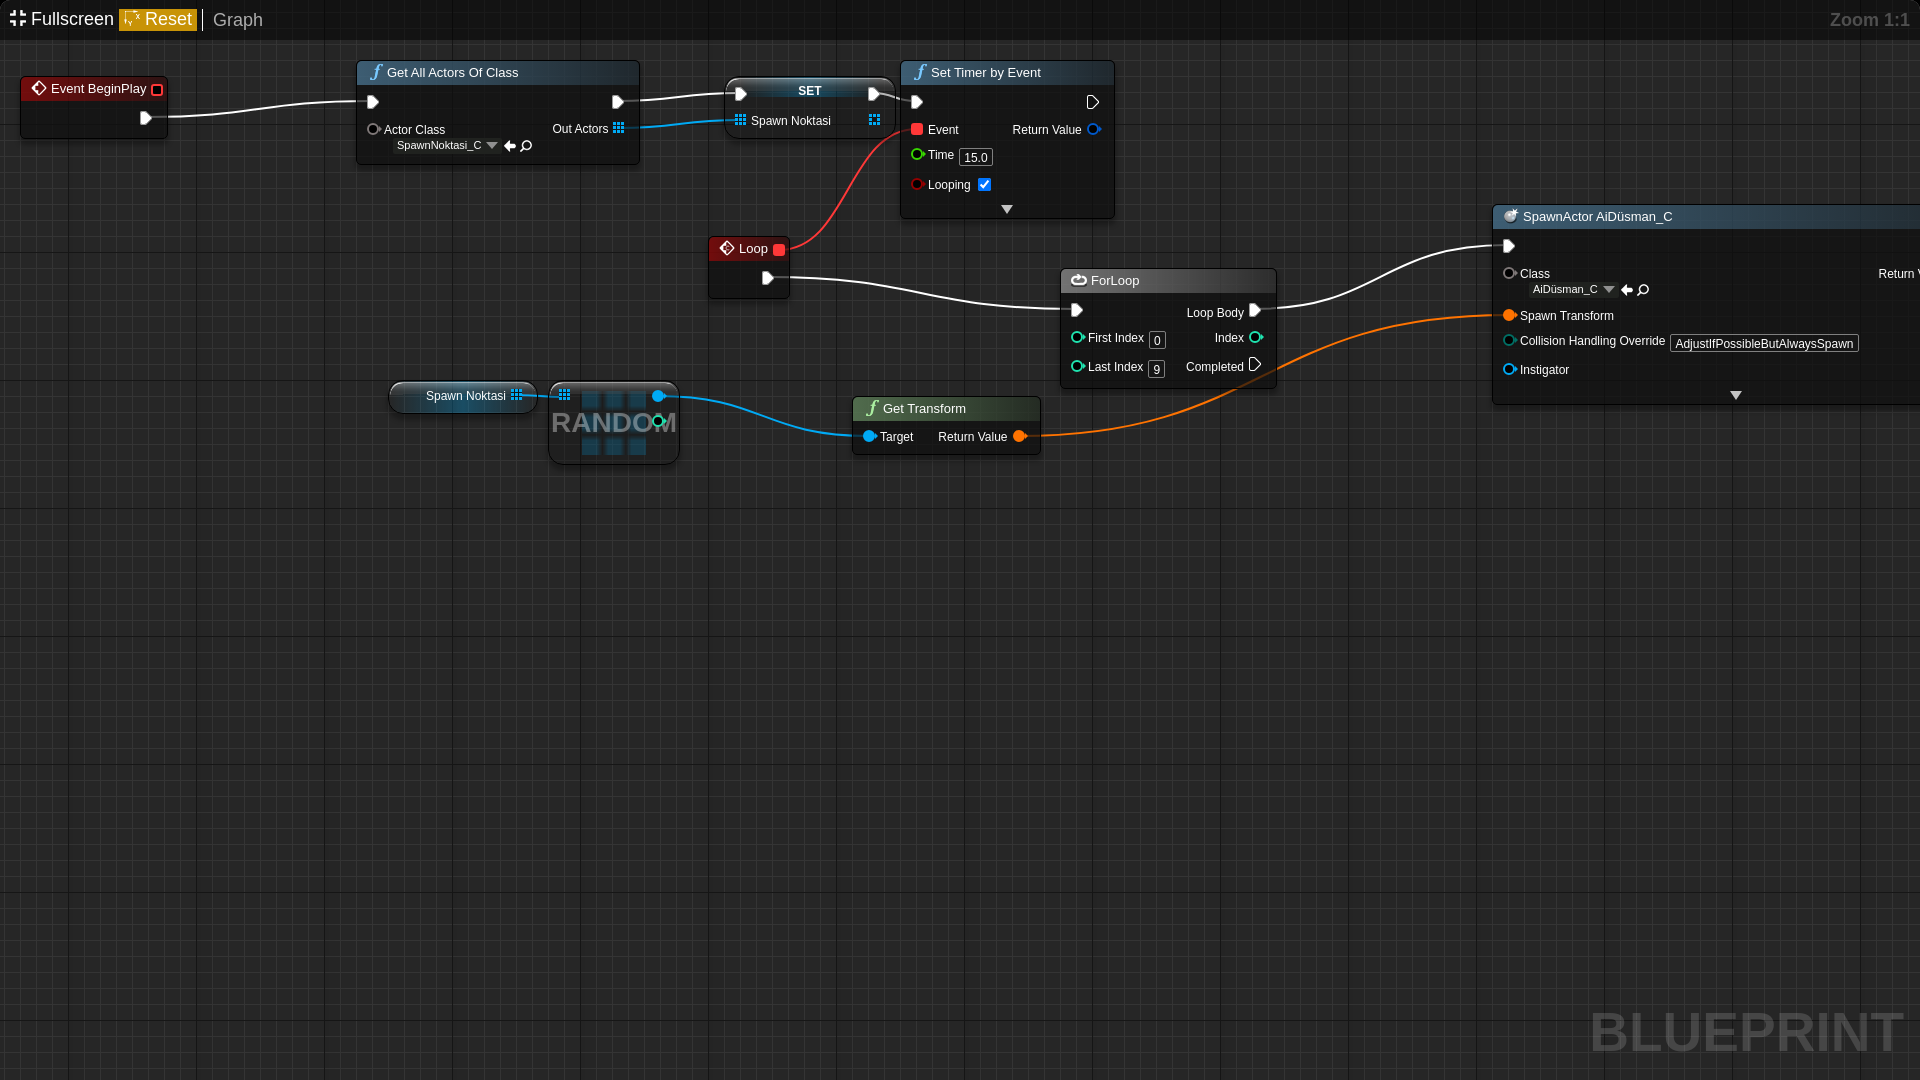 Fullscreen Reset Graph
Zoom 1:1
Event BeginPlay
Get All Actors Of Class
Actor Class
SpawnNoktasi_C
Out Actors
SET
Spawn Noktasi
Set Timer by Event
Event
Return Value
Time 15.0
Looping
Loop
ForLoop
Loop Body
First Index 0
Index
Last Index 9
Completed
SpawnActor AiDüsman_C
Class
Return V
AiDüsman_C
Spawn Transform
Collision Handling Override AdjustIfPossibleButAlwaysSpawn
Instigator
Spawn Noktasi
RANDOM
Get Transform
Target
Return Value
BLUEPRINT